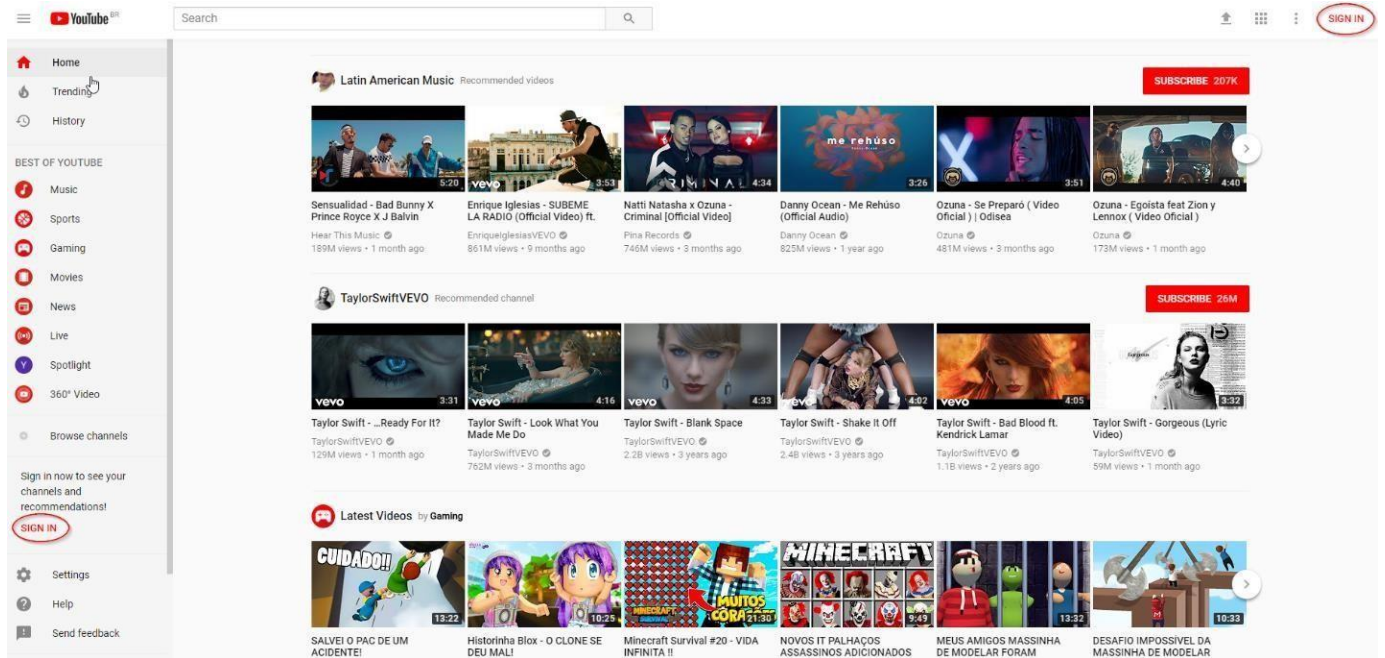 YouTube BR
Search
SIGN IN
Home
Trending
History
BEST OF YOUTUBE
Music
Sports
Gaming
Movies
News
Live
Spotlight
360° Video
Browse channels
Sign in now to see your
channels and
recommendations!
SIGN IN
Settings
Help
Send feedback
Latin American Music Recommended videos
SUBSCRIBE 207K
me rehúso
5:20
vevo 3:53
CRIMINAL 4:34
3:26
3:51
4:40
Sensualidad - Bad Bunny X
Prince Royce X J Balvin
Hear This Music
189M views • 1 month ago
Enrique Iglesias - SUBEME
LA RADIO (Official Video) ft.
EnriqueIglesiasVEVO
861M views • 9 months ago
Natti Natasha x Ozuna -
Criminal [Official Video]
Pina Records
746M views • 3 months ago
Danny Ocean - Me Rehúso
(Official Audio)
Danny Ocean
825M views • 1 year ago
Ozuna - Se Preparó ( Video
Oficial ) | Odisea
Ozuna
481M views • 3 months ago
Ozuna - Egoísta feat Zion y
Lennox ( Video Oficial )
Ozuna
173M views • 1 month ago
TaylorSwiftVEVO Recommended channel
SUBSCRIBE 26M
vevo 3:31
vevo 4:16
vevo 4:33
4:02
vevo 4:05
3:32
Taylor Swift - ...Ready For It?
TaylorSwiftVEVO
129M views • 1 month ago
Taylor Swift - Look What You
Made Me Do
TaylorSwiftVEVO
762M views • 3 months ago
Taylor Swift - Blank Space
TaylorSwiftVEVO
2.2B views • 3 years ago
Taylor Swift - Shake It Off
TaylorSwiftVEVO
2.4B views • 3 years ago
Taylor Swift - Bad Blood ft.
Kendrick Lamar
TaylorSwiftVEVO
1.1B views • 2 years ago
Taylor Swift - Gorgeous (Lyric
Video)
TaylorSwiftVEVO
59M views • 1 month ago
Latest Videos by Gaming
CUIDADO!!
13:22
10:25
MINECRAFT
SURVIVAL
MUITOS
CORAÇÕES
21:30
MINECRAFT
9:49
13:32
10:33
SALVEI O PAC DE UM
ACIDENTE!
Historinha Blox - O CLONE SE
DEU MAL!
Minecraft Survival #20 - VIDA
INFINITA !!
NOVOS IT PALHAÇOS
ASSASSINOS ADICIONADOS
MEUS AMIGOS MASSINHA
DE MODELAR FORAM
DESAFIO IMPOSSÍVEL DA
MASSINHA DE MODELAR